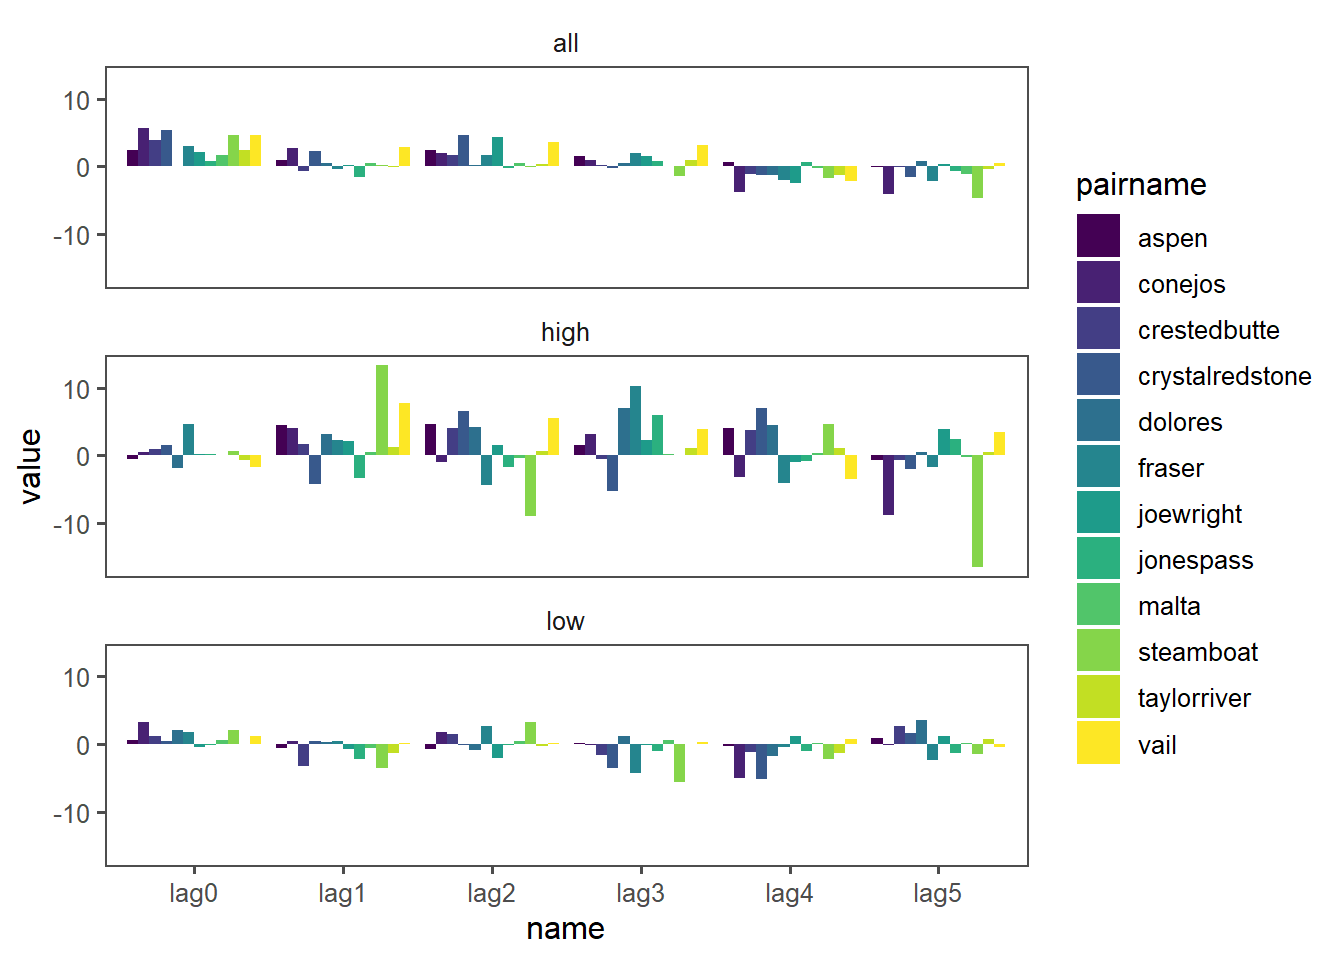 all
10
0
-10
high
10
0
-10
low
10
0
-10
lag0 lag1 lag2 lag3 lag4 lag5
name
value
pairname
aspen
conejos
crestedbutte
crystalredstone
dolores
fraser
joewright
jonespass
malta
steamboat
taylorriver
vail